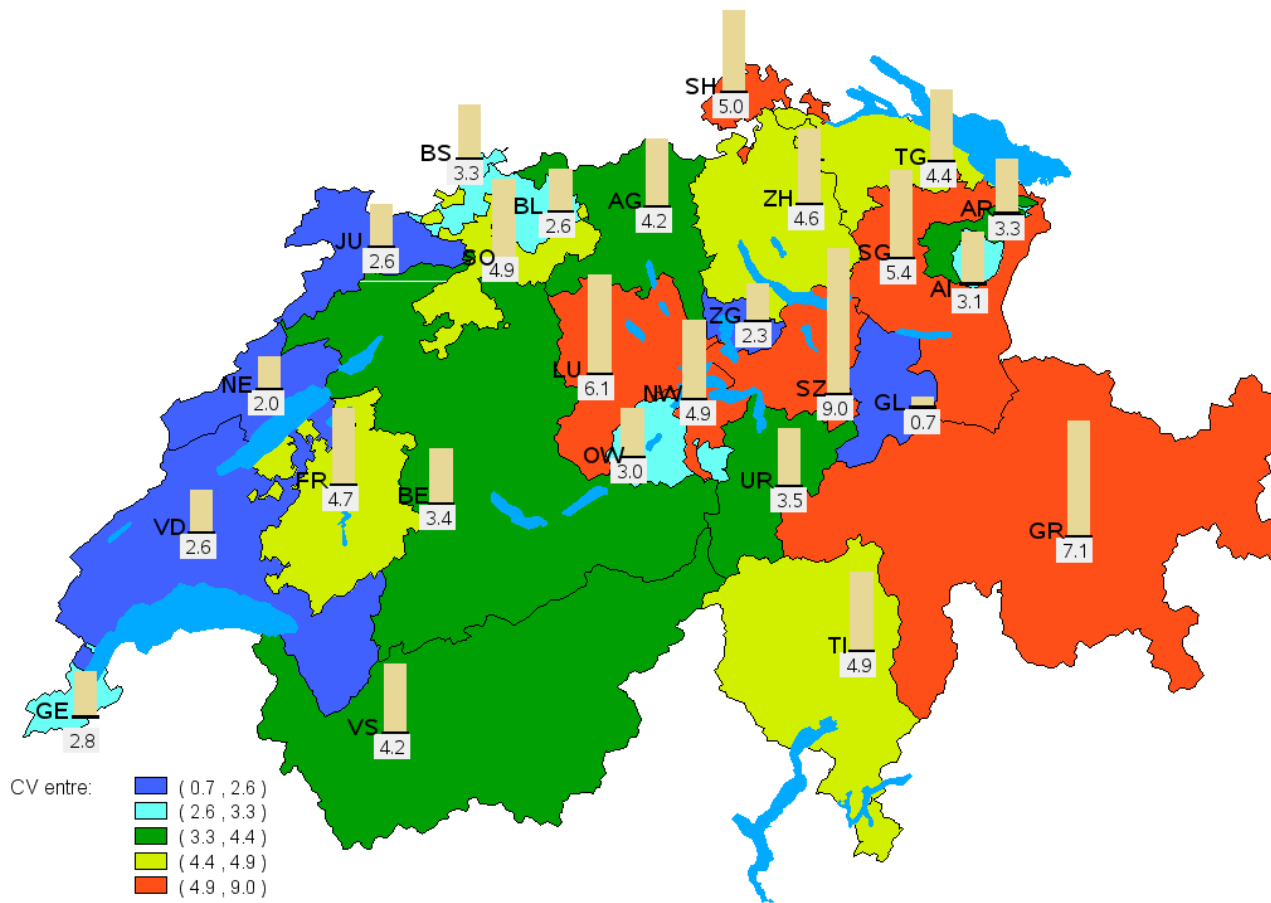 SH
5.0
BS
3.3
TG
4.4
BL
2.6
AG
4.2
ZH
4.6
AR
3.3
JU
2.6
SO
4.9
SG
5.4
AI
3.1
ZG
2.3
NE
2.0
LU
6.1
NW
4.9
SZ
9.0
GL
0.7
OW
3.0
FR
4.7
BE
3.4
UR
3.5
VD
2.6
GR
7.1
TI
4.9
GE
2.8
VS
4.2
CV entre:
( 0.7 , 2.6 )
( 2.6 , 3.3 )
( 3.3 , 4.4 )
( 4.4 , 4.9 )
( 4.9 , 9.0 )